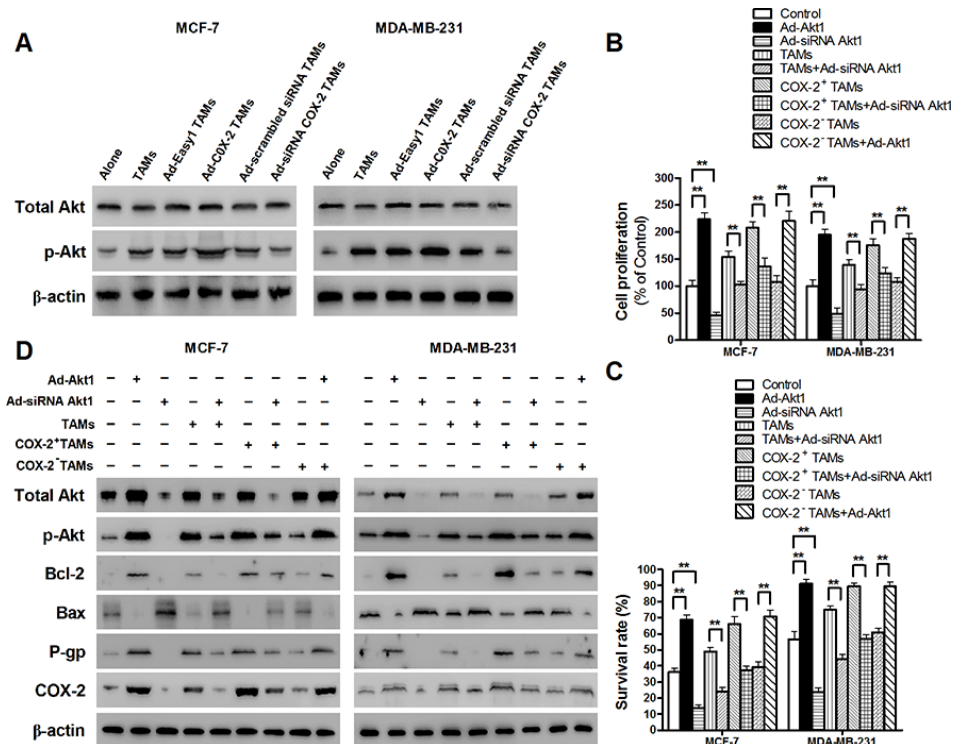 A
MCF-7
MDA-MB-231
Alone
TAMs
Ad-Easy1 TAMs
Ad-C0X-2 TAMs
Ad-scrambled siRNA TAMs
Ad-siRNA COX-2 TAMs
Alone
TAMs
Ad-Easy1 TAMs
Ad-C0X-2 TAMs
Ad-scrambled siRNA TAMs
Ad-siRNA COX-2 TAMs
Total Akt
p-Akt
β-actin
B
Control
Ad-Akt1
Ad-siRNA Akt1
TAMs
TAMs+Ad-siRNA Akt1
COX-2⁺ TAMs
COX-2⁺ TAMs+Ad-siRNA Akt1
COX-2⁻ TAMs
COX-2⁻ TAMs+Ad-Akt1
Cell proliferation
(% of Control)
250
200
150
100
50
0
** ** ** ** **
** ** ** ** **
MCF-7
MDA-MB-231
D
MCF-7
MDA-MB-231
Ad-Akt1 − + − − − − − − + − + − − − − − − +
Ad-siRNA Akt1 − − + − + − + − − − − + − + − + − −
TAMs − − − + + − − − − − − − + + − − − −
COX-2⁺TAMs − − − − − + + − − − − − − − + + − −
COX-2⁻TAMs − − − − − − − + + − − − − − − − + +
Total Akt
p-Akt
Bcl-2
Bax
P-gp
COX-2
β-actin
C
Control
Ad-Akt1
Ad-siRNA Akt1
TAMs
TAMs+Ad-siRNA Akt1
COX-2⁺ TAMs
COX-2⁺ TAMs+Ad-siRNA Akt1
COX-2⁻ TAMs
COX-2⁻ TAMs+Ad-Akt1
Survival rate (%)
100
90
80
70
60
50
40
30
20
10
0
** ** ** ** **
** ** ** ** **
MCF-7
MDA-MB-231